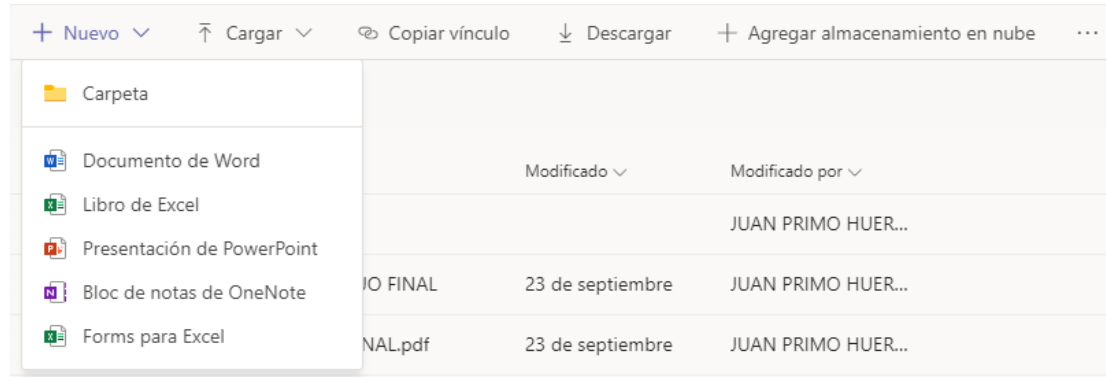 Nuevo
Cargar
Copiar vínculo
Descargar
Agregar almacenamiento en nube
Carpeta
Documento de Word
Libro de Excel
Presentación de PowerPoint
Bloc de notas de OneNote
Forms para Excel
Modificado
Modificado por
JUAN PRIMO HUER...
FINAL
23 de septiembre
JUAN PRIMO HUER...
NAL.pdf
23 de septiembre
JUAN PRIMO HUER...